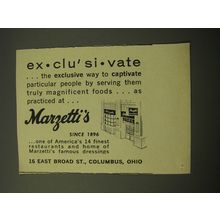 ex•clu'si•vate
. . . the exclusive way to captivate
particular people by serving them
truly magnificent foods . . . as
practiced at . . .
Marzetti's
SINCE 1896
. . . one of America's 14 finest
restaurants and home of
Marzetti's famous dressings
16 EAST BROAD ST., COLUMBUS, OHIO